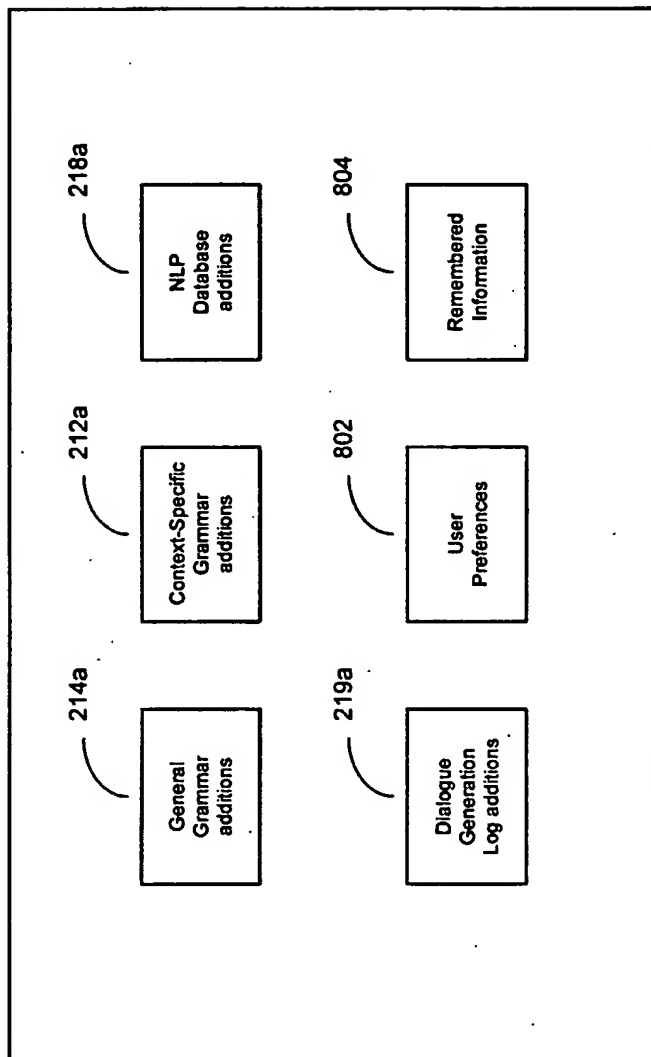 214a
General
Grammar
additions
212a
Context-Specific
Grammar
additions
218a
NLP
Database
additions
219a
Dialogue
Generation
Log additions
802
User
Preferences
804
Remembered
Information